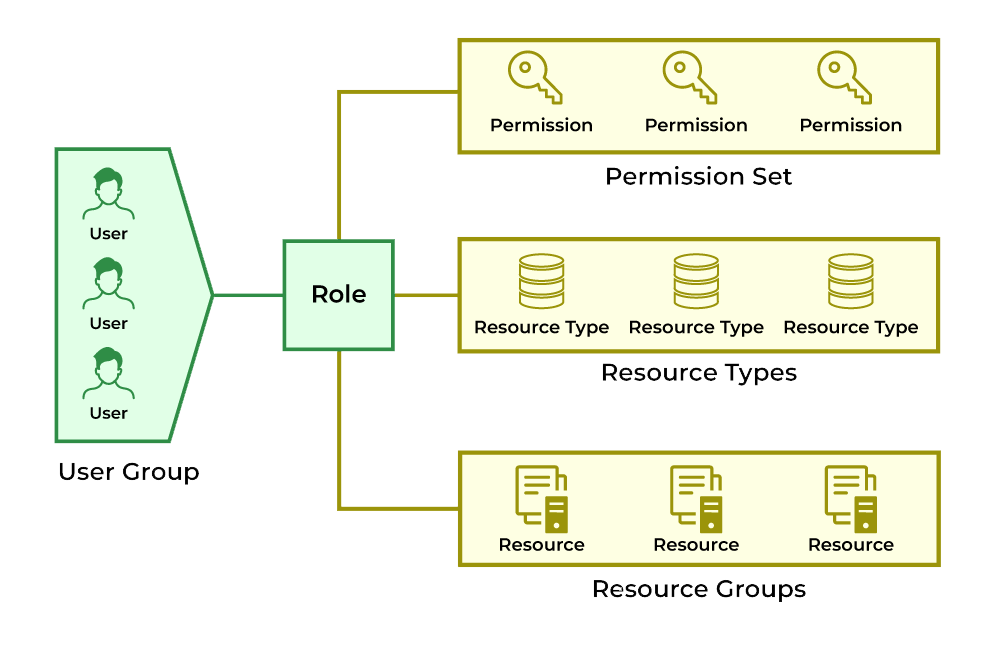 Permission
Permission
Permission
Permission Set
User
User
User
User Group
Role
Resource Type
Resource Type
Resource Type
Resource Types
Resource
Resource
Resource
Resource Groups